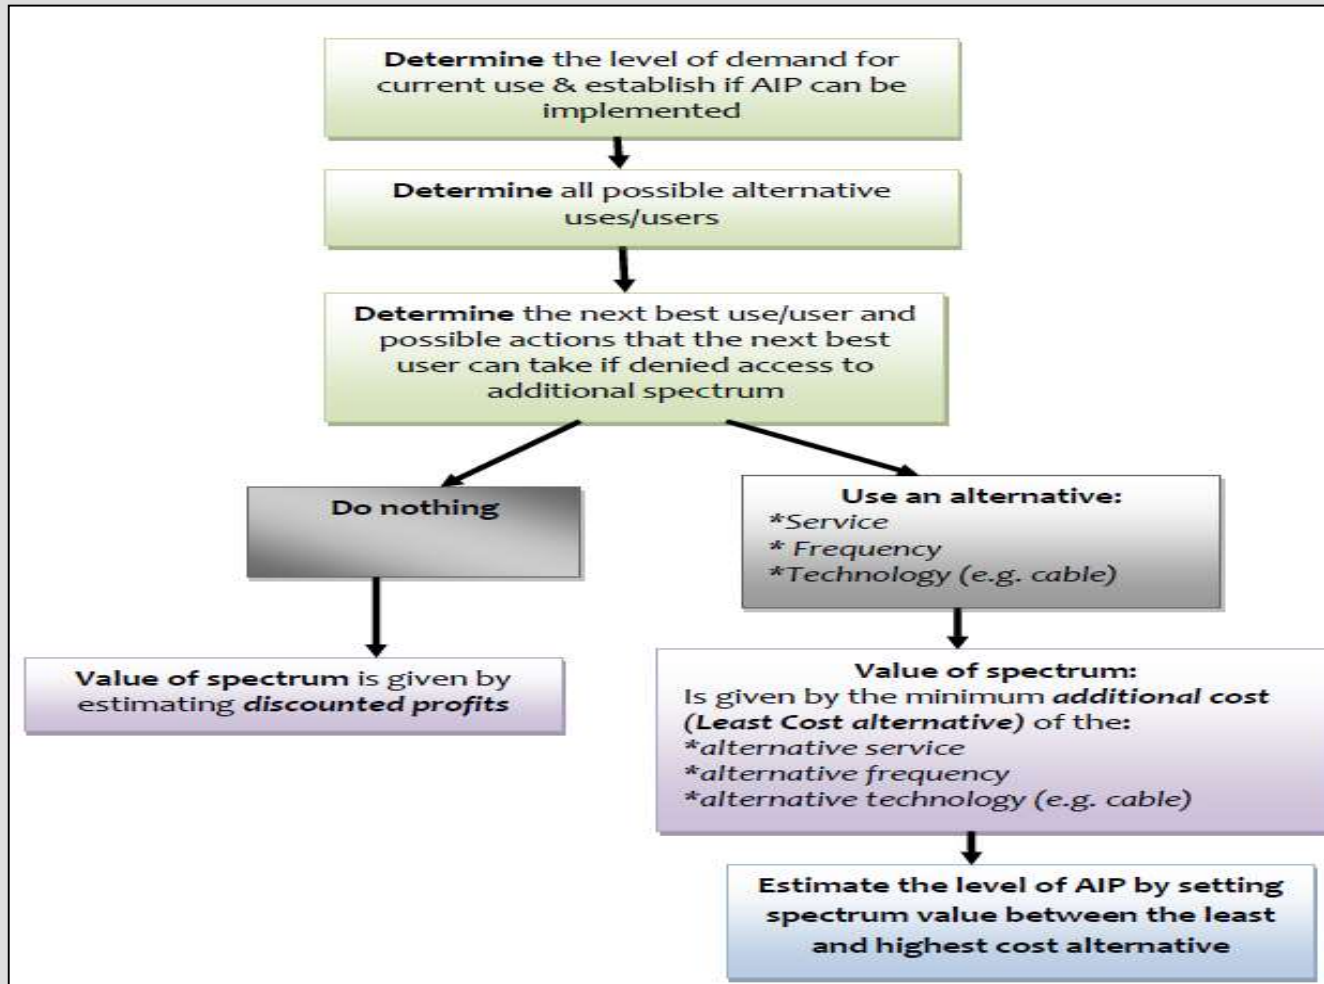 Determine the level of demand for
current use & establish if AIP can be
implemented
Determine all possible alternative
uses/users
Determine the next best use/user and
possible actions that the next best
user can take if denied access to
additional spectrum
Do nothing
Use an alternative:
*Service
* Frequency
*Technology (e.g. cable)
Value of spectrum is given by
estimating discounted profits
Value of spectrum:
Is given by the minimum additional cost
(Least Cost alternative) of the:
*alternative service
*alternative frequency
*alternative technology (e.g. cable)
Estimate the level of AIP by setting
spectrum value between the least
and highest cost alternative